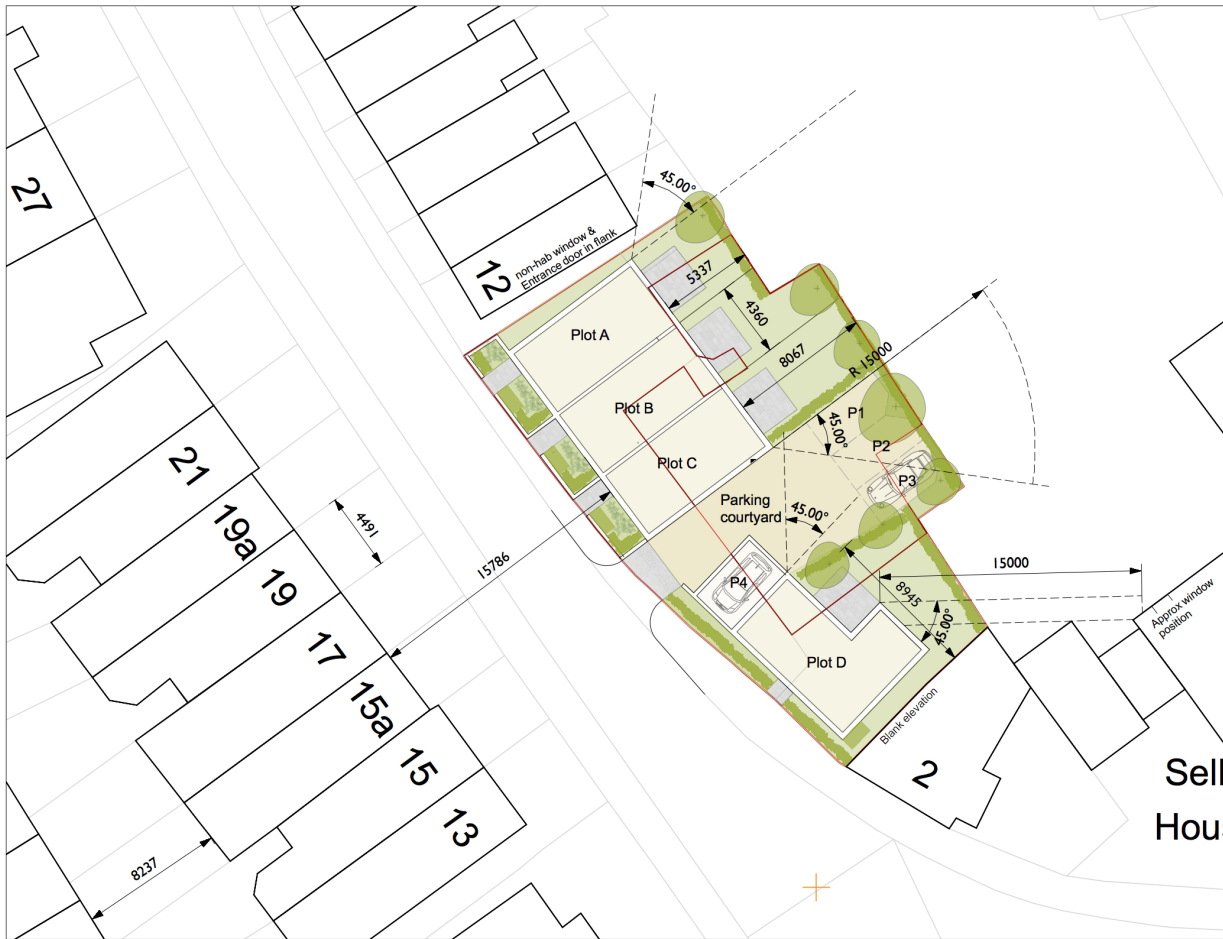 27
12
non-hab window &
Entrance door in flank
45.00°
5337
4360
8067
R 15000
Plot A
Plot B
Plot C
P1
45.00°
P2
P3
Parking
courtyard
45.00°
P4
8945
15000
45.00°
Approx window
position
Plot D
Blank elevation
2
21
19a
19
17
15a
15
13
4491
15786
8237
Sell
Hous